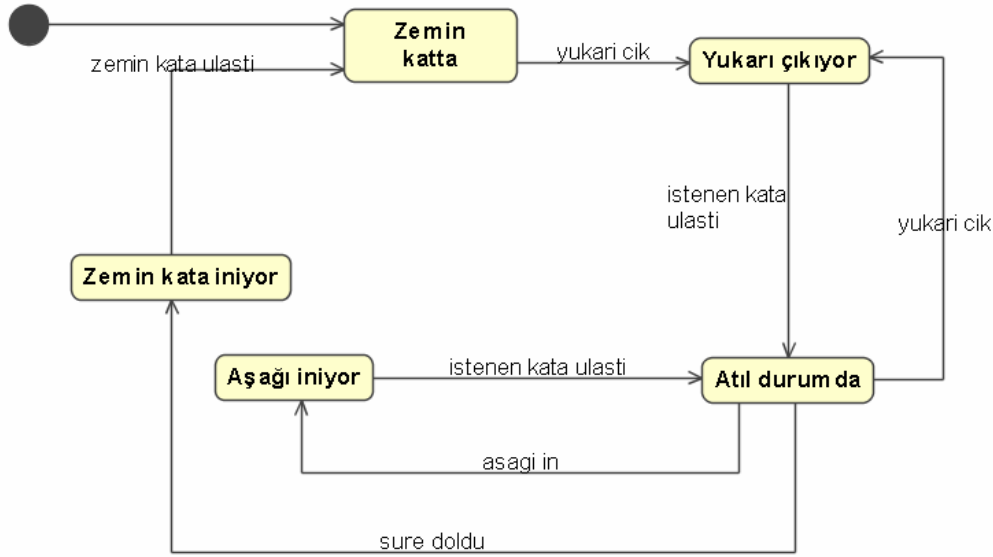 Zemin
katta
yukari cik
Yukarı çıkıyor
zemin kata ulasti
istenen kata
ulasti
yukari cik
Zemin kata iniyor
Aşağı iniyor
istenen kata ulasti
Atıl durumda
asagi in
sure doldu